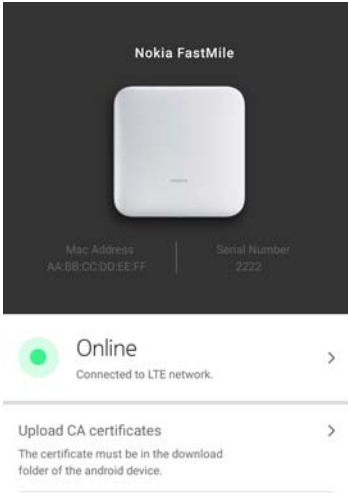 Nokia FastMile
Mac Address
AA:BB:CC:DD:EE:FF
Serial Number
2222
Online
Connected to LTE network.
Upload CA certificates
The certificate must be in the download
folder of the android device.